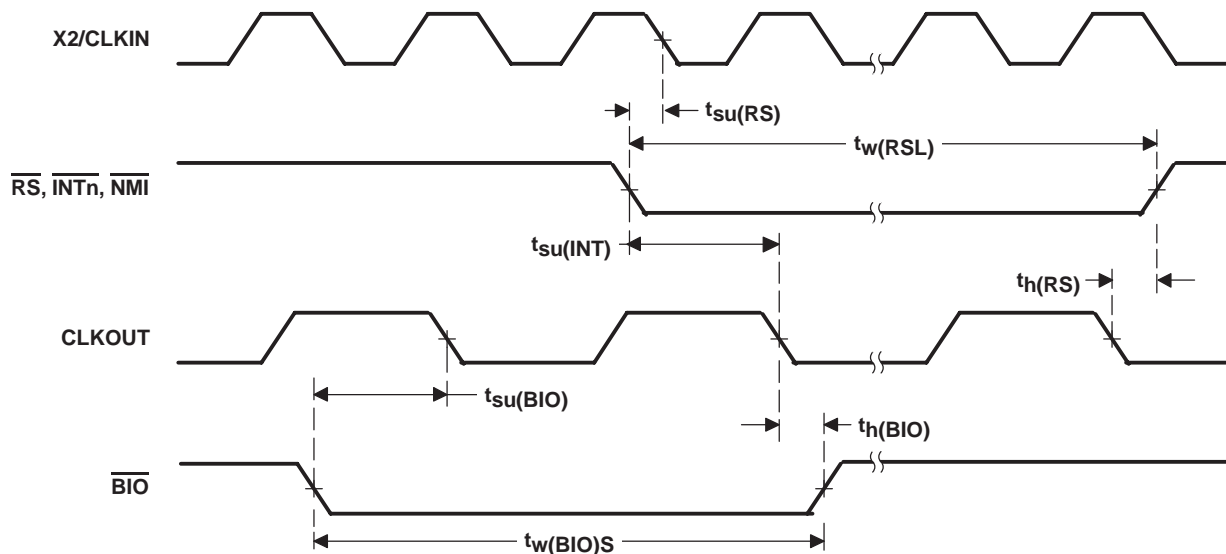 X2/CLKIN
tsu(RS)
tw(RSL)
RS, INTn, NMI
tsu(INT)
th(RS)
CLKOUT
tsu(BIO)
th(BIO)
BIO
tw(BIO)S